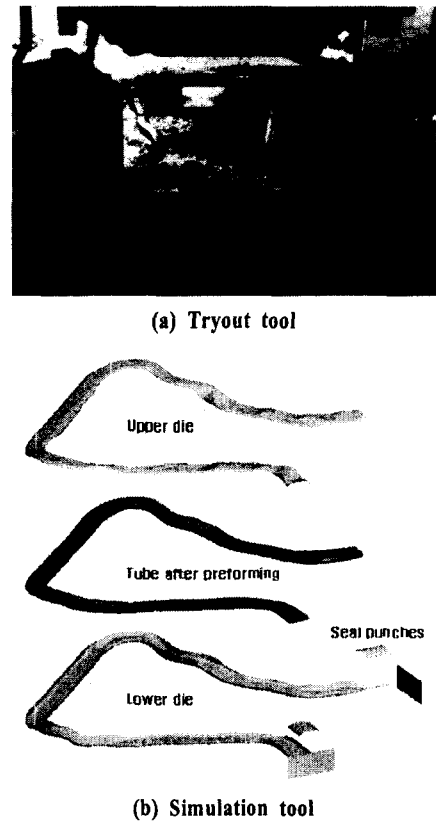 (a) Tryout tool
Upper die
Tube after preforming
Seal punches
Lower die
(b) Simulation tool